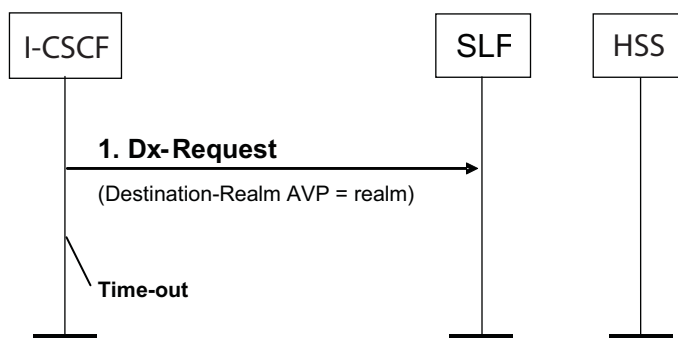 I-CSCF
SLF
HSS
1. Dx-Request
(Destination-Realm AVP = realm)
Time-out